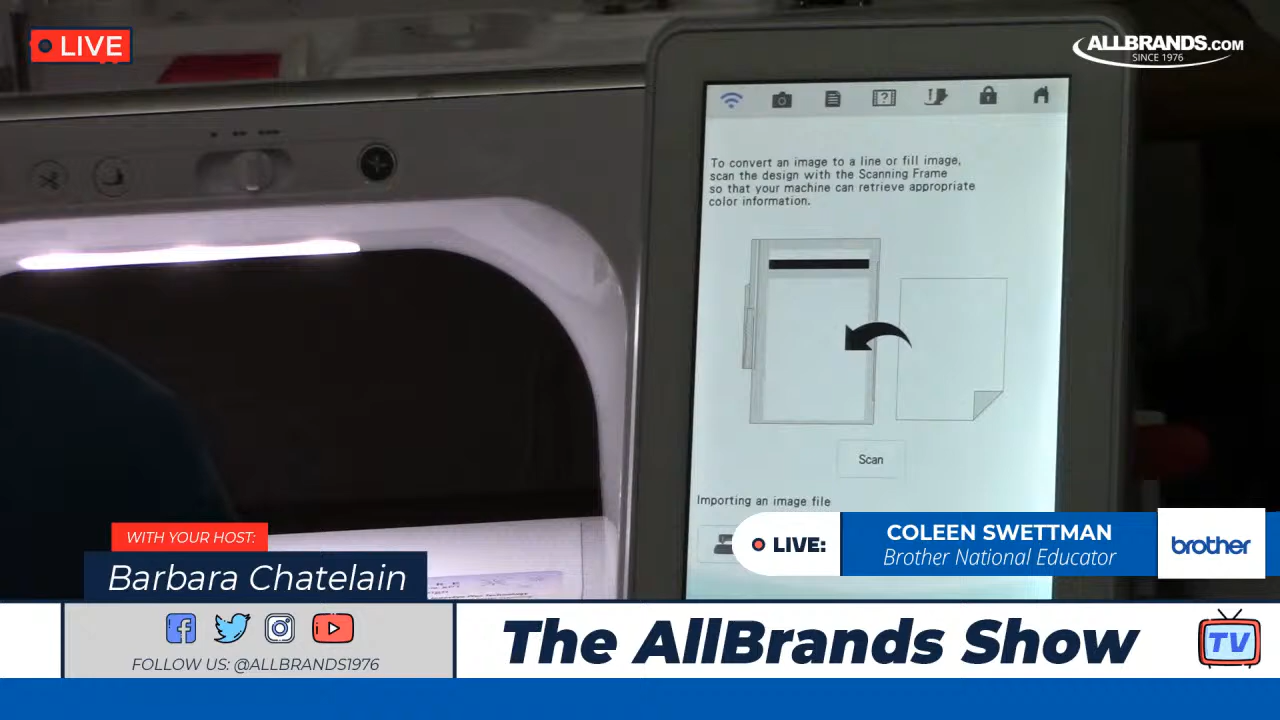 LIVE
ALLBRANDS.COM
SINCE 1976
To convert an image to a line or fill image,
scan the design with the Scanning Frame
so that your machine can retrieve appropriate
color information.
Scan
Importing an image file
WITH YOUR HOST:
Barbara Chatelain
LIVE:
COLEEN SWETTMAN
Brother National Educator
brother
FOLLOW US: @ALLBRANDS1976
The AllBrands Show
TV